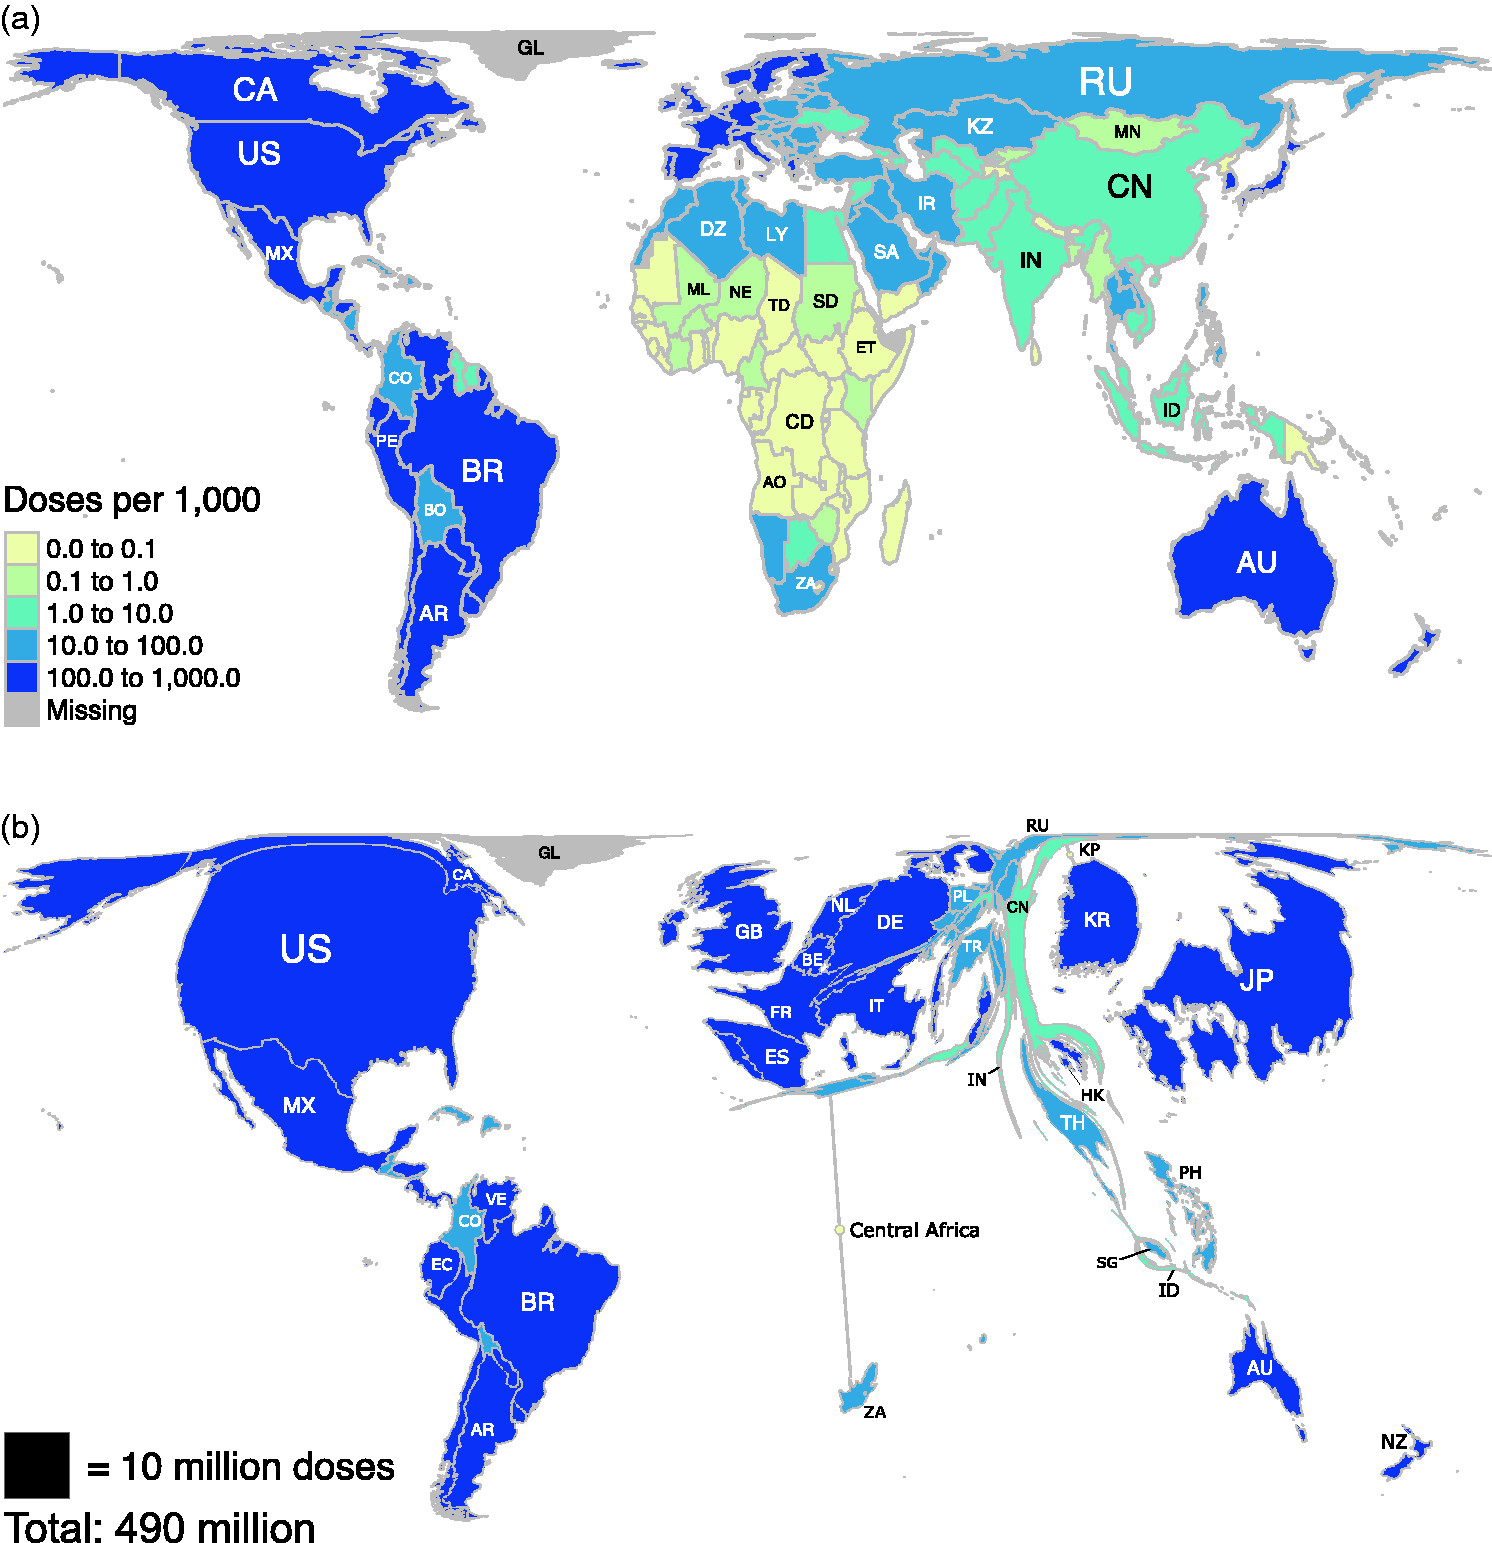 (a)
GL
CA
RU
US
KZ
MN
CN
MX
DZ
LY
IR
SA
IN
ML
NE
TD
SD
ET
CO
ID
CD
PE
BR
AO
BO
AU
ZA
AR
Doses per 1,000
0.0 to 0.1
0.1 to 1.0
1.0 to 10.0
10.0 to 100.0
100.0 to 1,000.0
Missing
(b)
RU
GL
KP
CA
PL
NL
CN
DE
KR
GB
US
TR
BE
JP
IT
FR
ES
IN
HK
MX
TH
PH
VE
CO
Central Africa
EC
SG
ID
BR
AU
ZA
AR
NZ
= 10 million doses
Total: 490 million